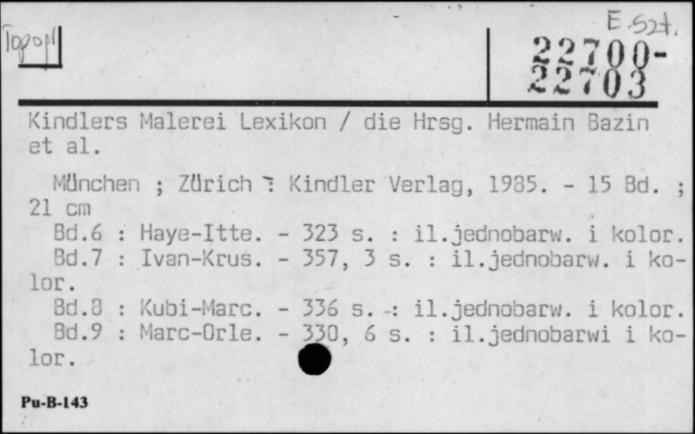 E. szt.
Topogr
22700-
22703
Kindlers Malerei Lexikon / die Hrsg. Hermain Bazin
et al.
München ; Zürich : Kindler Verlag, 1985. - 15 Bd. ;
21 cm
Bd.6 : Haye-Itte. - 323 s. : il.jednobarw. i kolor.
Bd.7 : Ivan-Krus. - 357, 3 s. : il.jednobarw. i ko-
lor.
Bd.8 : Kubi-Marc. - 336 s. -: il.jednobarw. i kolor.
Bd.9 : Marc-Orle. - 330, 6 s. : il.jednobarwi i ko-
lor.
Pu-B-143